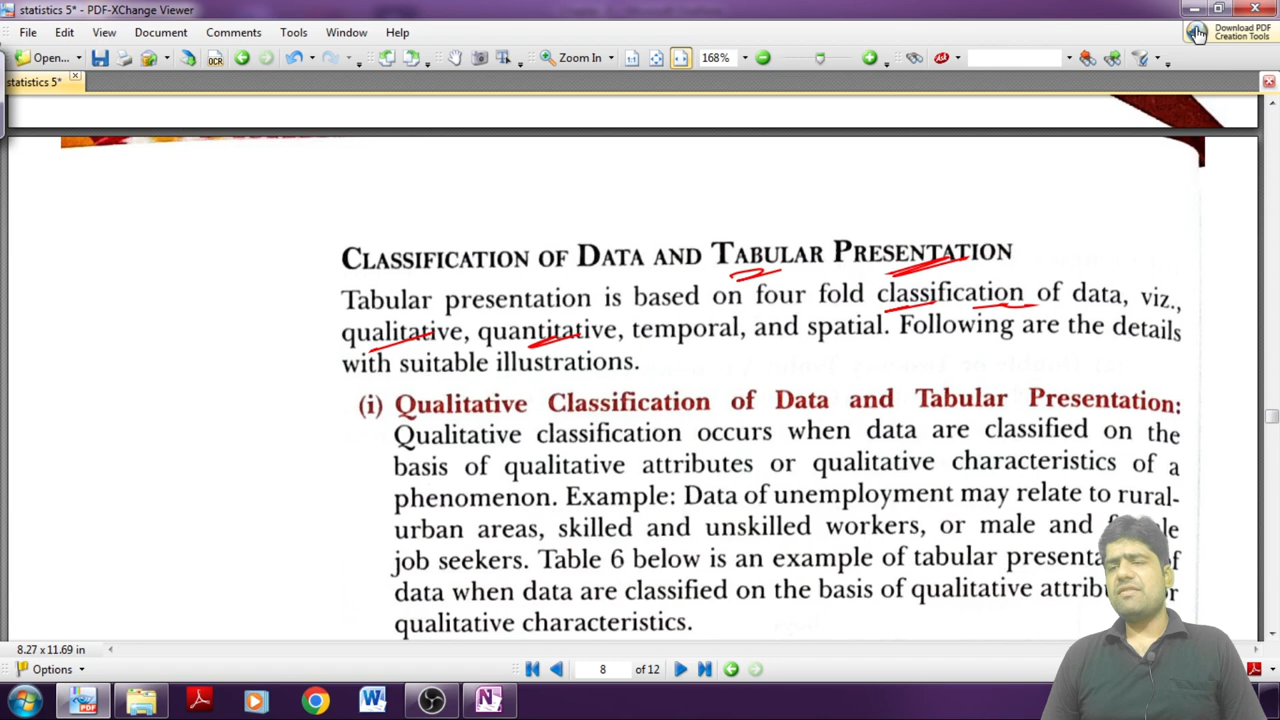 statistics 5* - PDF-XChange Viewer
File Edit View Document Comments Tools Window Help
Download PDF
Creation Tools
Open... OCR Zoom In 168%
statistics 5*
CLASSIFICATION OF DATA AND TABULAR PRESENTATION
Tabular presentation is based on four fold classification of data, viz.,
qualitative, quantitative, temporal, and spatial. Following are the details
with suitable illustrations.
(i) Qualitative Classification of Data and Tabular Presentation:
Qualitative classification occurs when data are classified on the
basis of qualitative attributes or qualitative characteristics of a
phenomenon. Example: Data of unemployment may relate to rural-
urban areas, skilled and unskilled workers, or male and
job seekers. Table 6 below is an example of tabular
data when data are classified on the basis of qualitative
qualitative characteristics.
8.27 x 11.69 in
Options 8 of 12